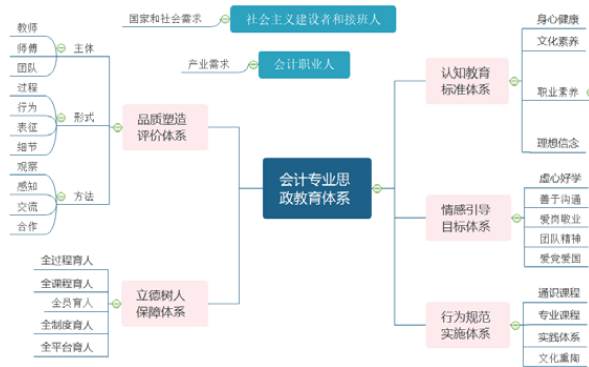 国家和社会需求
社会主义建设者和接班人
产业需求
会计职业人
教师
师傅
团队
主体
过程
行为
表征
细节
形式
观察
感知
交流
合作
方法
品质塑造
评价体系
全过程育人
全课程育人
全员育人
全制度育人
全平台育人
立德树人
保障体系
会计专业思
政教育体系
认知教育
标准体系
身心健康
文化素养
职业素养
理想信念
情感引导
目标体系
虚心好学
善于沟通
爱岗敬业
团队精神
爱党爱国
行为规范
实施体系
通识课程
专业课程
实践体系
文化熏陶